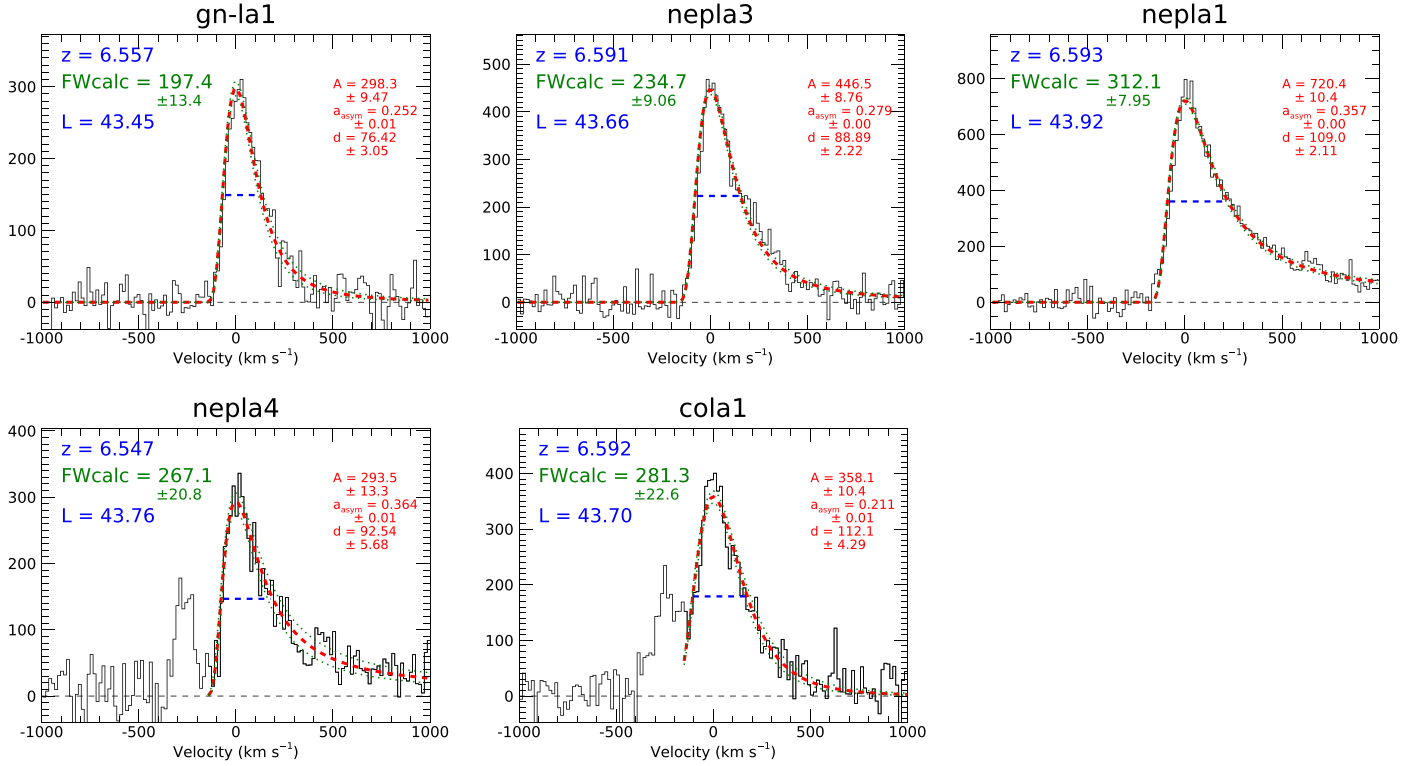 gn-la1
z = 6.557
FWcalc = 197.4
±13.4
L = 43.45
A = 298.3
± 9.47
a_asym = 0.252
± 0.01
d = 76.42
± 3.05
300
200
100
0
-1000 -500 0 500 1000
Velocity (km s⁻¹)
nepla3
z = 6.591
FWcalc = 234.7
±9.06
L = 43.66
A = 446.5
± 8.76
a_asym = 0.279
± 0.00
d = 88.89
± 2.22
500
400
300
200
100
0
-1000 -500 0 500 1000
Velocity (km s⁻¹)
nepla1
z = 6.593
FWcalc = 312.1
±7.95
L = 43.92
A = 720.4
± 10.4
a_asym = 0.357
± 0.00
d = 109.0
± 2.11
800
600
400
200
0
-1000 -500 0 500 1000
Velocity (km s⁻¹)
nepla4
z = 6.547
FWcalc = 267.1
±20.8
L = 43.76
A = 293.5
± 13.3
a_asym = 0.364
± 0.01
d = 92.54
± 5.68
400
300
200
100
0
-1000 -500 0 500 1000
Velocity (km s⁻¹)
cola1
z = 6.592
FWcalc = 281.3
±22.6
L = 43.70
A = 358.1
± 10.4
a_asym = 0.211
± 0.01
d = 112.1
± 4.29
400
300
200
100
0
-1000 -500 0 500 1000
Velocity (km s⁻¹)